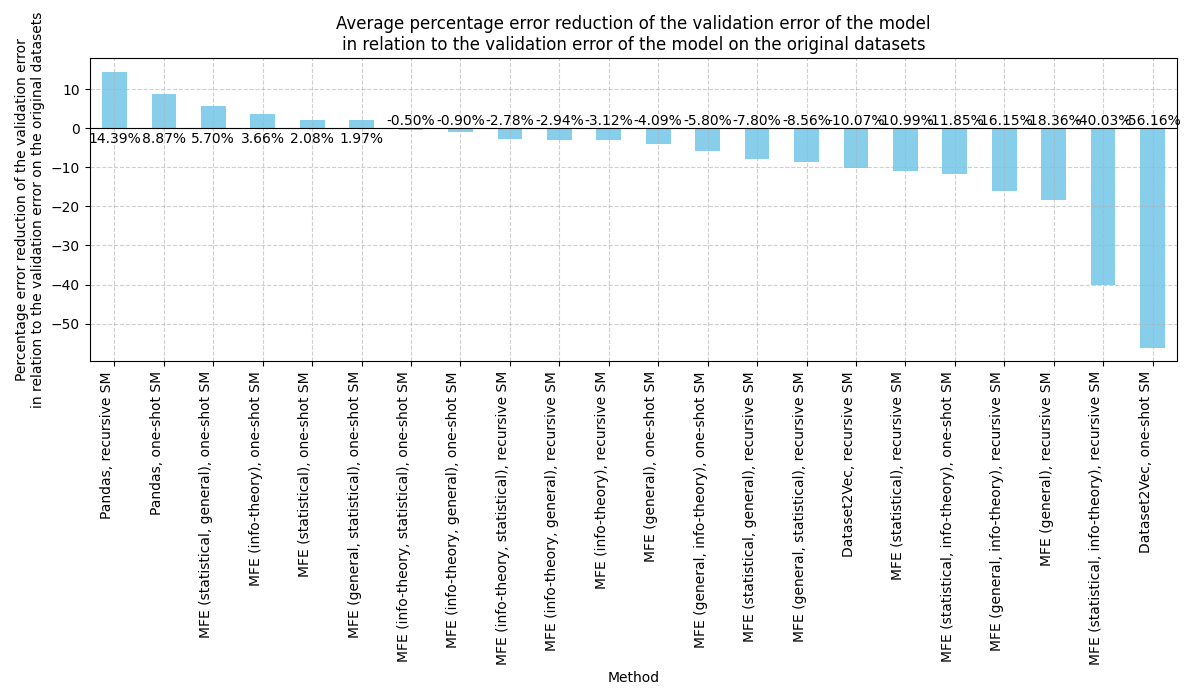 Average percentage error reduction of the validation error of the model
in relation to the validation error of the model on the original datasets
Percentage error reduction of the validation error
in relation to the validation error on the original datasets
10
0
−10
−20
−30
−40
−50
14.39%
8.87%
5.70%
3.66%
2.08%
1.97%
-0.50%
-0.90%
-2.78%
-2.94%
-3.12%
-4.09%
-5.80%
-7.80%
-8.56%
-10.07%
-10.99%
-11.85%
-16.15%
-18.36%
-40.03%
-56.16%
Pandas, recursive SM
Pandas, one-shot SM
MFE (statistical, general), one-shot SM
MFE (info-theory), one-shot SM
MFE (statistical), one-shot SM
MFE (general, statistical), one-shot SM
MFE (info-theory, statistical), one-shot SM
MFE (info-theory, general), one-shot SM
MFE (info-theory, statistical), recursive SM
MFE (info-theory, general), recursive SM
MFE (info-theory), recursive SM
MFE (general), one-shot SM
MFE (general, info-theory), one-shot SM
MFE (statistical, general), recursive SM
MFE (general, statistical), recursive SM
Dataset2Vec, recursive SM
MFE (statistical), recursive SM
MFE (statistical, info-theory), one-shot SM
MFE (general, info-theory), recursive SM
MFE (general), recursive SM
MFE (statistical, info-theory), recursive SM
Dataset2Vec, one-shot SM
Method